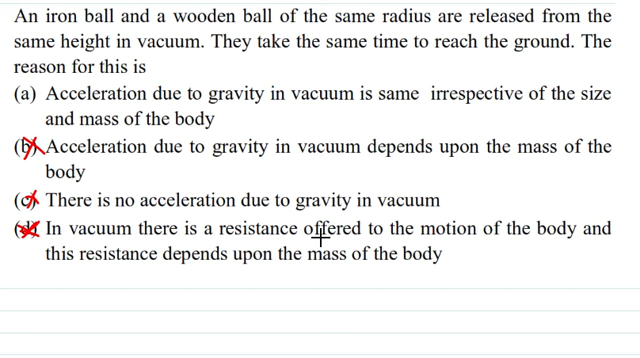 An iron ball and a wooden ball of the same radius are released from the
same height in vacuum. They take the same time to reach the ground. The
reason for this is
(a) Acceleration due to gravity in vacuum is same irrespective of the size
and mass of the body
(b) Acceleration due to gravity in vacuum depends upon the mass of the
body
(c) There is no acceleration due to gravity in vacuum
(d) In vacuum there is a resistance offered to the motion of the body and
this resistance depends upon the mass of the body